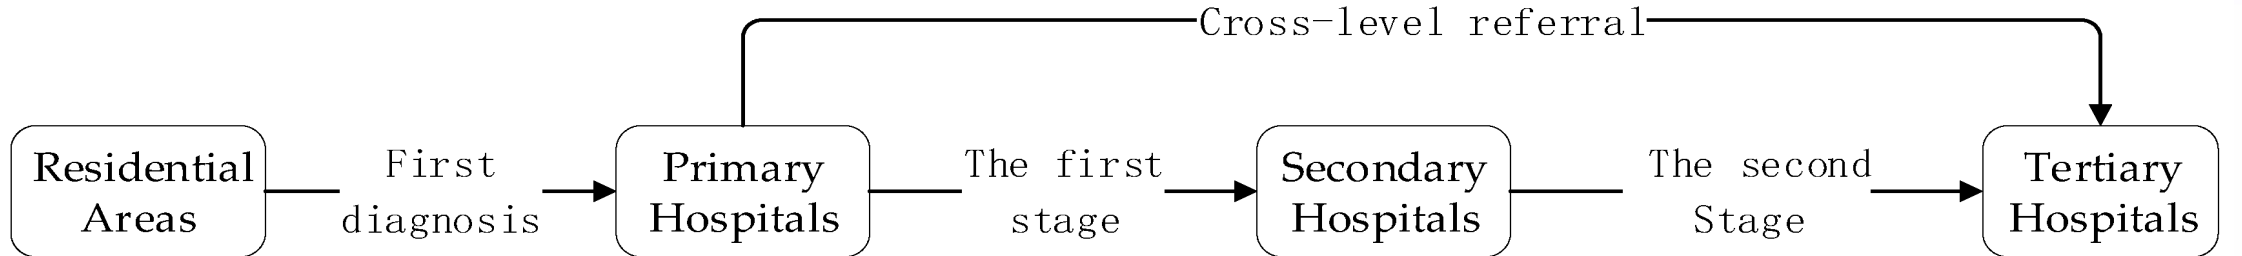 Cross-level referral
Residential
Areas
First
diagnosis
Primary
Hospitals
The first
stage
Secondary
Hospitals
The second
Stage
Tertiary
Hospitals